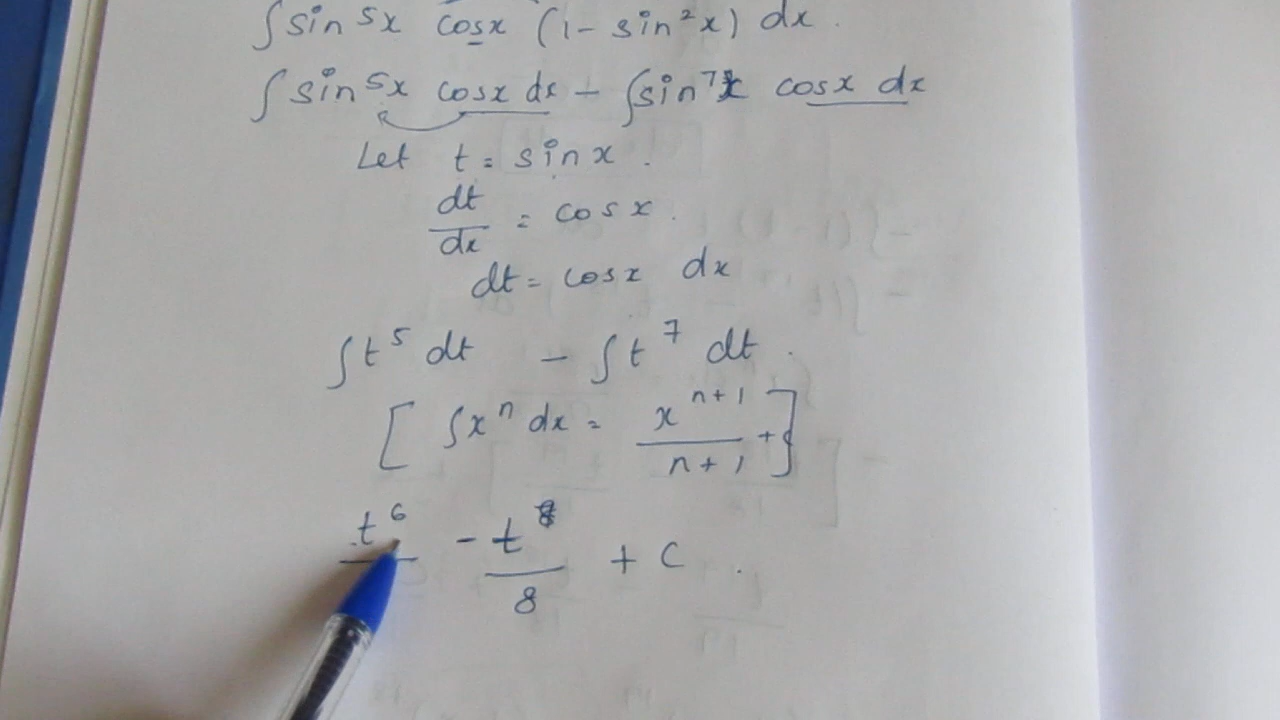 ∫ sin⁵x cosx (1 - sin²x) dx.
∫ sin⁵x cosx dx - ∫ sin⁷x cosx dx
Let t = sinx.
dt/dx = cosx.
dt = cosx dx
∫ t⁵ dt - ∫ t⁷ dt.
[ ∫ xⁿ dx = xⁿ⁺¹/n+1 + ]
t⁶/ - t⁸/8 + C.